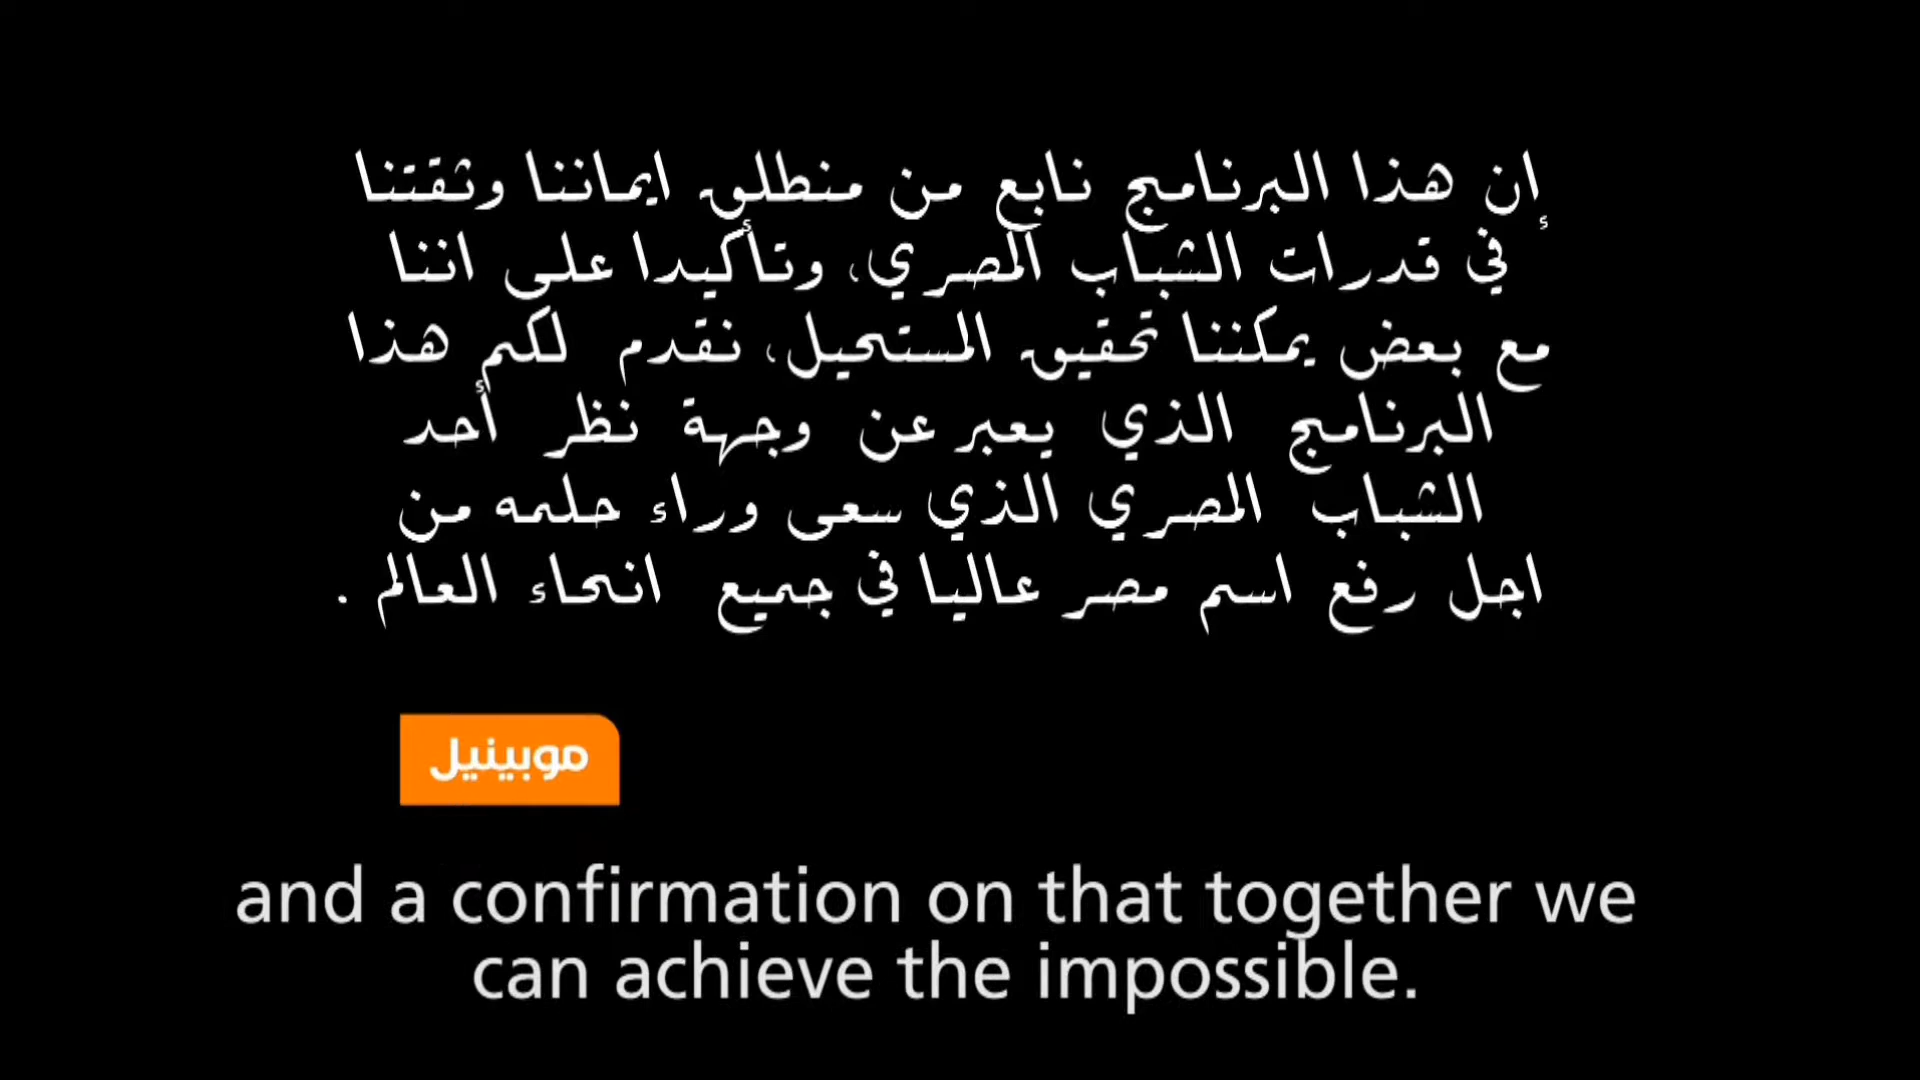 إن هذا البرنامج نابع من منطلق ايماننا وثقتنا
في قدرات الشباب المصري، وتأكيدا على اننا
مع بعض يمكننا تحقيق المستحيل، نقدم لكم هذا
البرنامج الذي يعبر عن وجهة نظر أحد
الشباب المصري الذي سعى وراء حلمه من
اجل رفع اسم مصر عاليا في جميع انحاء العالم .
موبينيل
and a confirmation on that together we
can achieve the impossible.